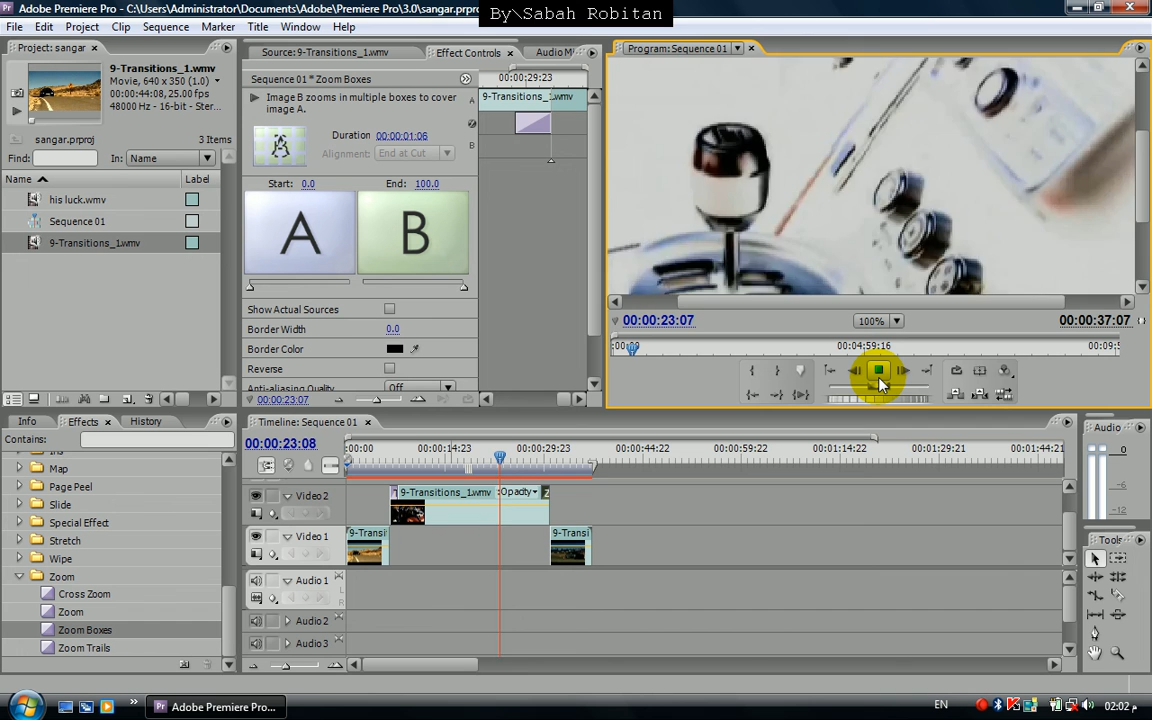 Adobe Premiere Pro - C:\Users\Administrator\Documents\Adobe\Premiere Pro\3.0\sangar.prpro
By\Sabah Robitan
File Edit Project Clip Sequence Marker Title Window Help
Project: sangar
9-Transitions_1.wmv
Movie, 640 x 350 (1.0)
00:00:44:08, 25.00 fps
48000 Hz - 16-bit - Ster...
sangar.prproj
3 Items
Find:
In: Name
Name
Label
his luck.wmv
Sequence 01
9-Transitions_1.wmv
Source: 9-Transitions_1.wmv
Effect Controls
Audio M
Sequence 01 * Zoom Boxes
00:00:29:23
Image B zooms in multiple boxes to cover image A.
A
B
9-Transitions_1.wmv
Duration 00:00:01:06
Alignment: End at Cut
Start: 0.0
End: 100.0
A
B
Show Actual Sources
Border Width
0.0
Border Color
Reverse
Anti-aliasing Quality
Off
00:00:23:07
Program: Sequence 01
00:00:23:07
100%
00:00:37:07
00:04:59:16
00:09:5
Info Effects History
Contains:
Map
Page Peel
Slide
Special Effect
Stretch
Wipe
Zoom
Cross Zoom
Zoom
Zoom Boxes
Zoom Trails
Timeline: Sequence 01
00:00:23:08
:00:00
00:00:14:23
00:00:29:23
00:00:44:22
00:00:59:22
00:01:14:22
00:01:29:21
00:01:44:21
Video 2
9-Transitions_1.wmv :Opacity
Video 1
9-Transi
9-Transi
Audio 1
L
R
Audio 2
Audio 3
Audio
0
-6
-12
Tools
Adobe Premiere Pro...
EN
02:02 م